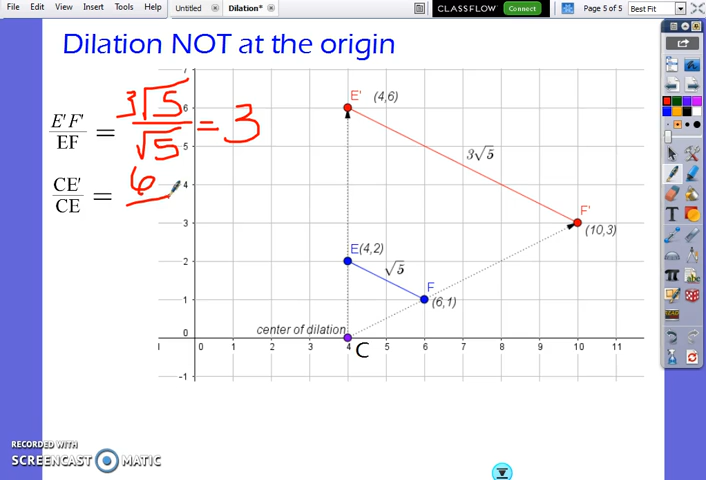 File Edit View Insert Format Tools Help
Untitled Dilation* CLASSFLOW Connect Page 5 of 5 Best Fit
Dilation NOT at the origin
E'F'/EF = 3√5/√5 = 3
CE'/CE = 6
7
6
5
4
3
2
1
0
-1
0 1 2 3 4 5 6 7 8 9 10 11
E' (4,6)
3√5
F'
(10,3)
E(4,2)
√5
F
(6,1)
center of dilation
C
RECORDED WITH
SCREENCAST MATIC